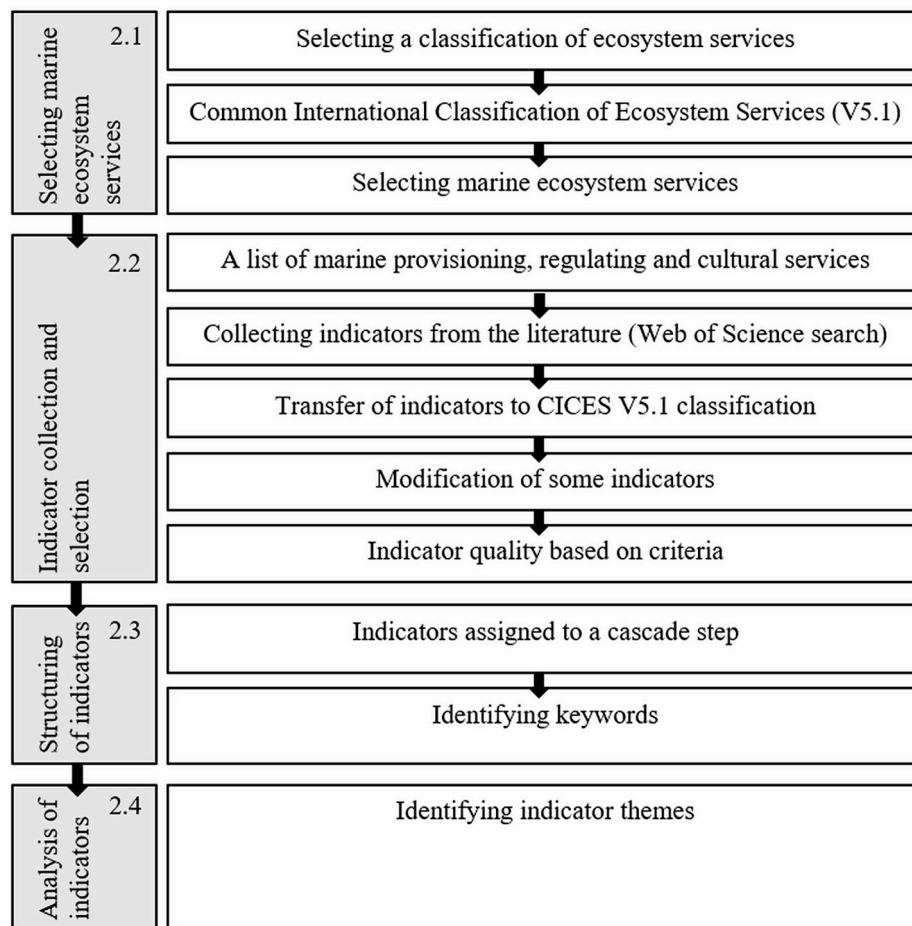 2.1
Selecting marine
ecosystem
services
Selecting a classification of ecosystem services
Common International Classification of Ecosystem Services (V5.1)
Selecting marine ecosystem services
2.2
Indicator collection and
selection
A list of marine provisioning, regulating and cultural services
Collecting indicators from the literature (Web of Science search)
Transfer of indicators to CICES V5.1 classification
Modification of some indicators
Indicator quality based on criteria
2.3
Structuring
of indicators
Indicators assigned to a cascade step
Identifying keywords
2.4
Analysis of
indicators
Identifying indicator themes